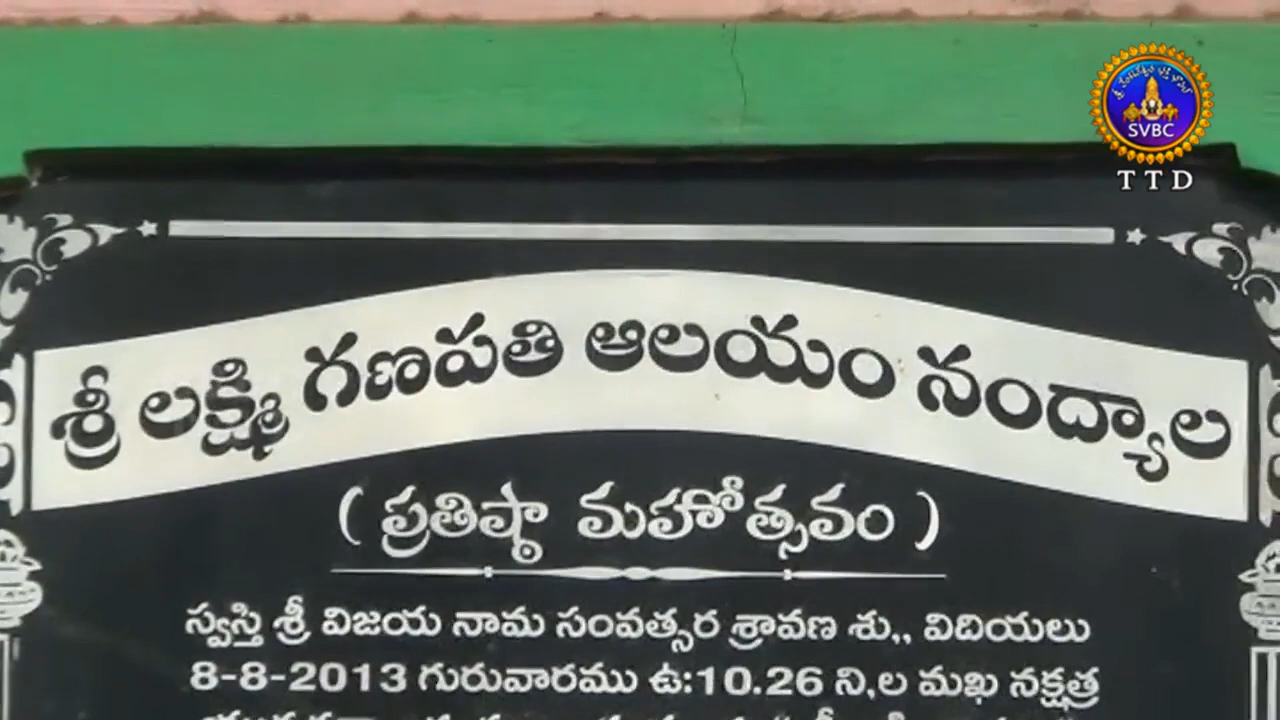 SVBC
TTD
శ్రీ లక్ష్మి గణపతి ఆలయం నంద్యాల
( ప్రతిష్ఠా మహోత్సవం )
స్వస్తి శ్రీ విజయ నామ సంవత్సర శ్రావణ శు,, విదియలు
8-8-2013 గురువారము ఉ:10.26 ని,ల మఖ నక్షత్ర